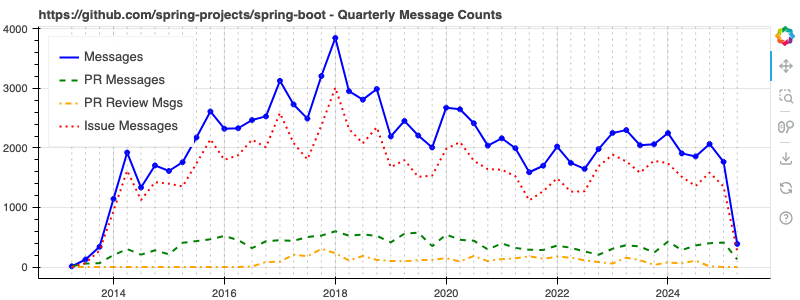 https://github.com/spring-projects/spring-boot - Quarterly Message Counts
4000
3000
2000
1000
0
Messages
PR Messages
PR Review Msgs
Issue Messages
2014
2016
2018
2020
2022
2024